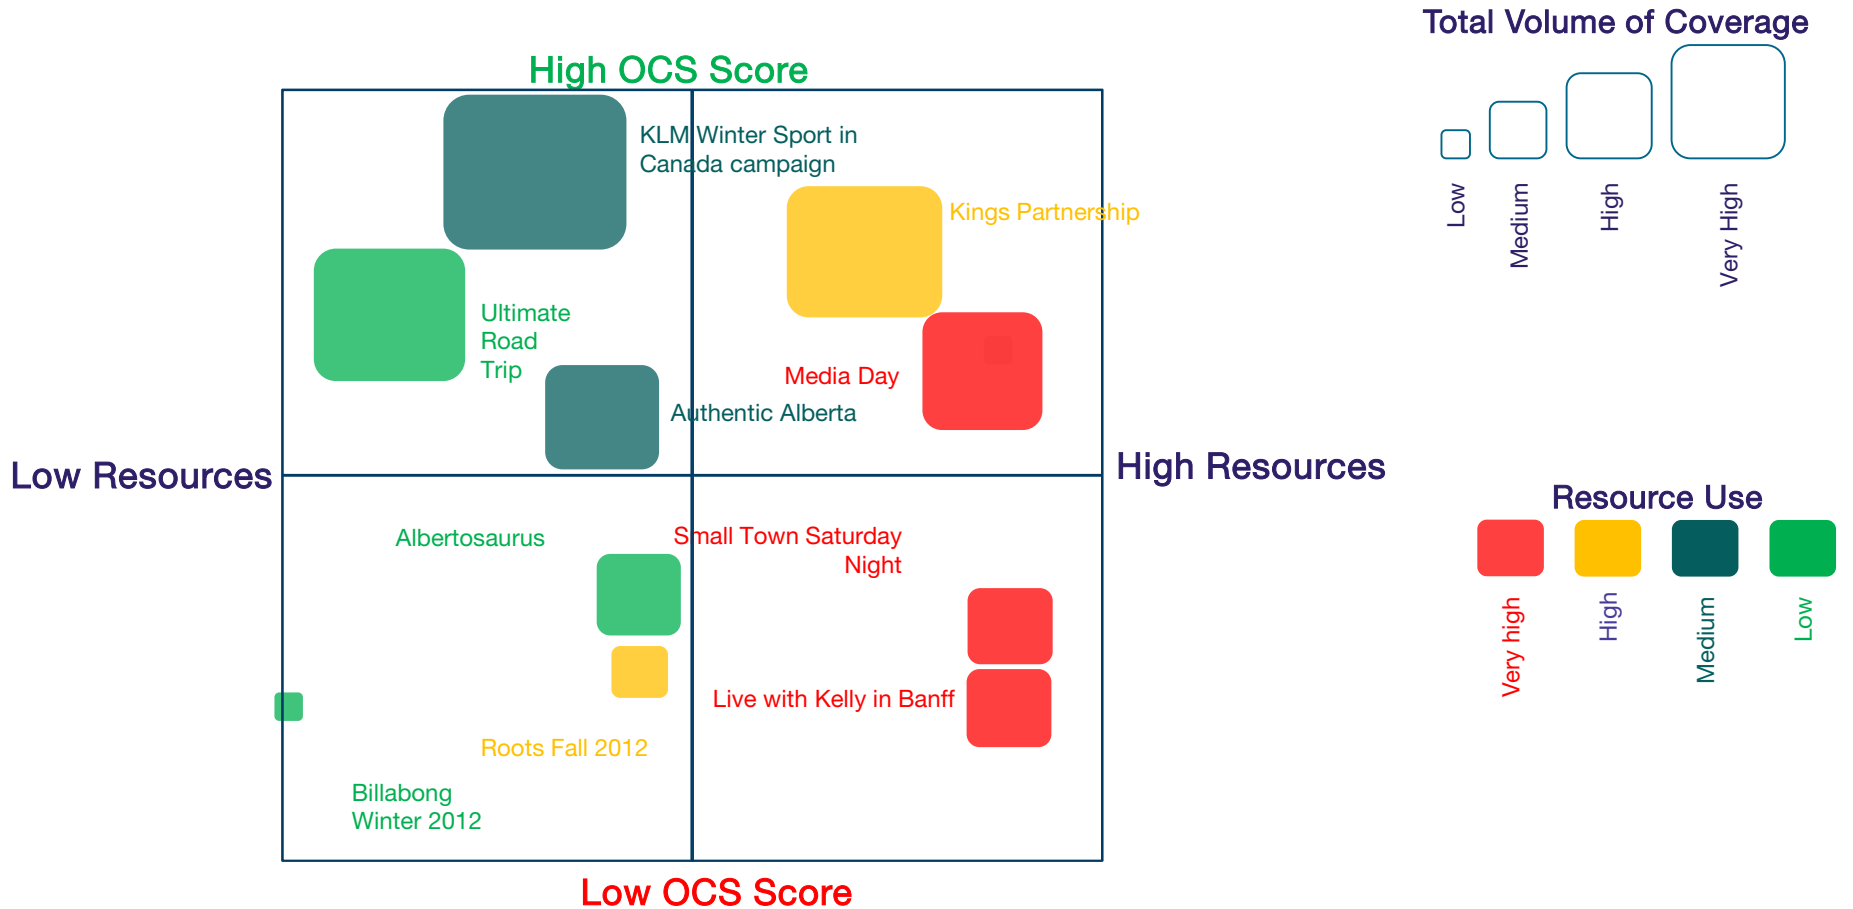 Total Volume of Coverage
Low
Medium
High
Very High
High OCS Score
KLM Winter Sport in
Canada campaign
Kings Partnership
Ultimate
Road
Trip
Media Day
Authentic Alberta
Low Resources
High Resources
Resource Use
Very high
High
Medium
Low
Albertosaurus
Small Town Saturday
Night
Live with Kelly in Banff
Roots Fall 2012
Billabong
Winter 2012
Low OCS Score